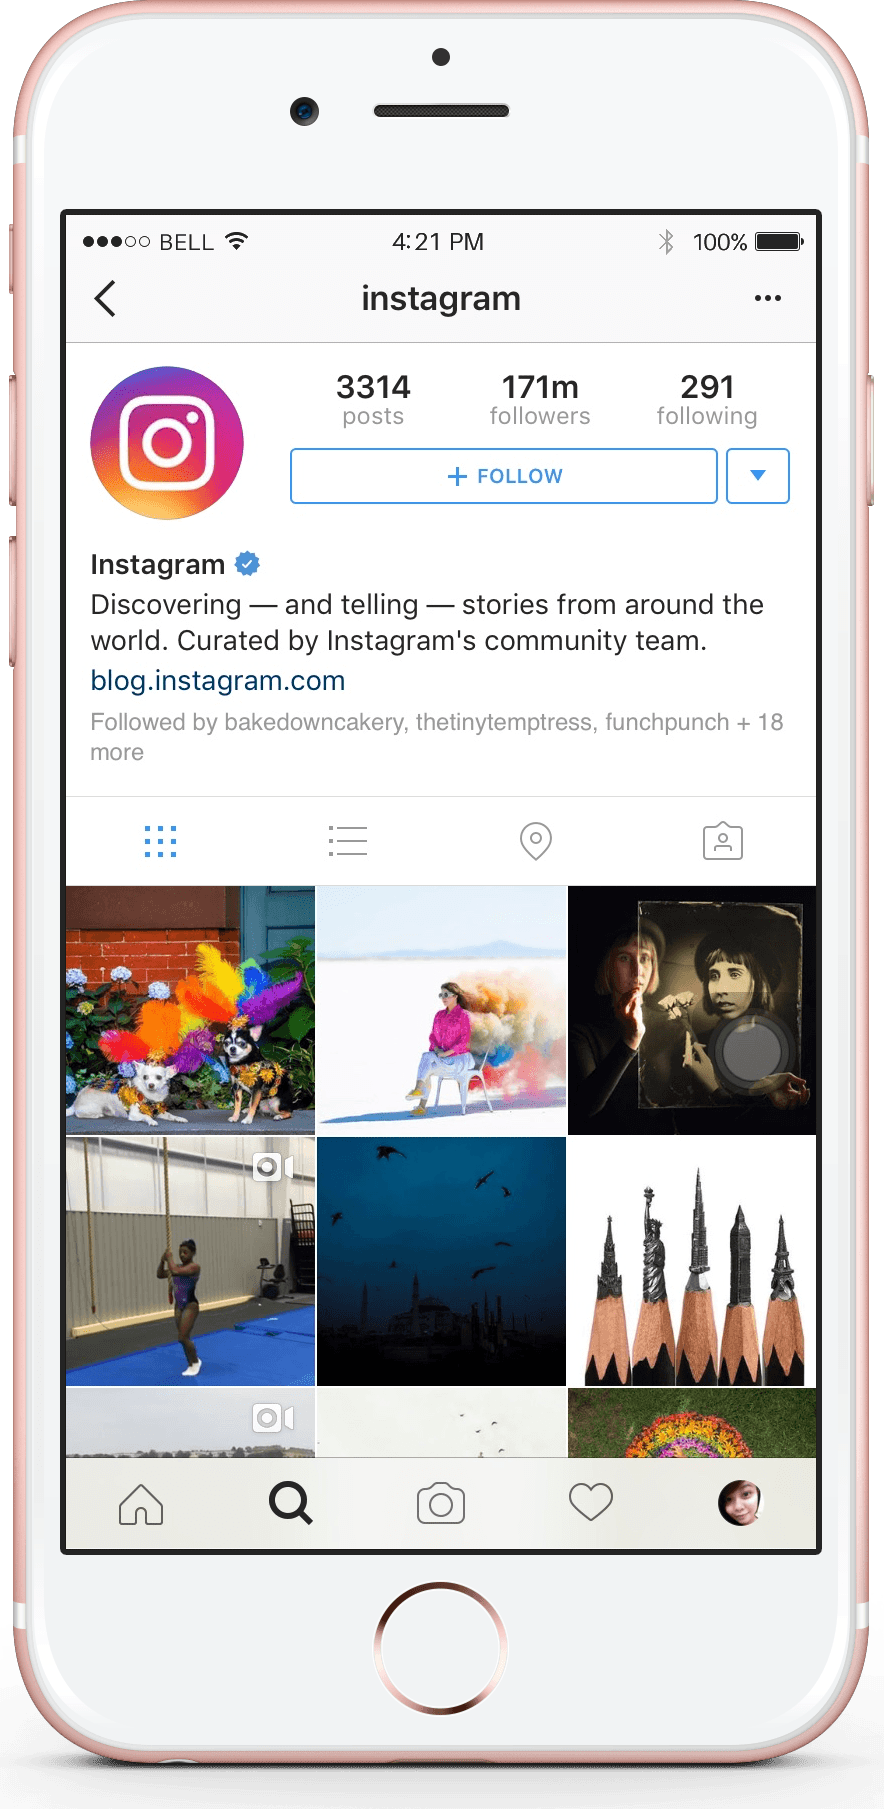 BELL
4:21 PM
100%
instagram
3314
171m
291
posts
followers
following
+ FOLLOW
Instagram
Discovering — and telling — stories from around the
world. Curated by Instagram's community team.
blog.instagram.com
Followed by bakedowncakery, thetinytemptress, funchpunch + 18
more